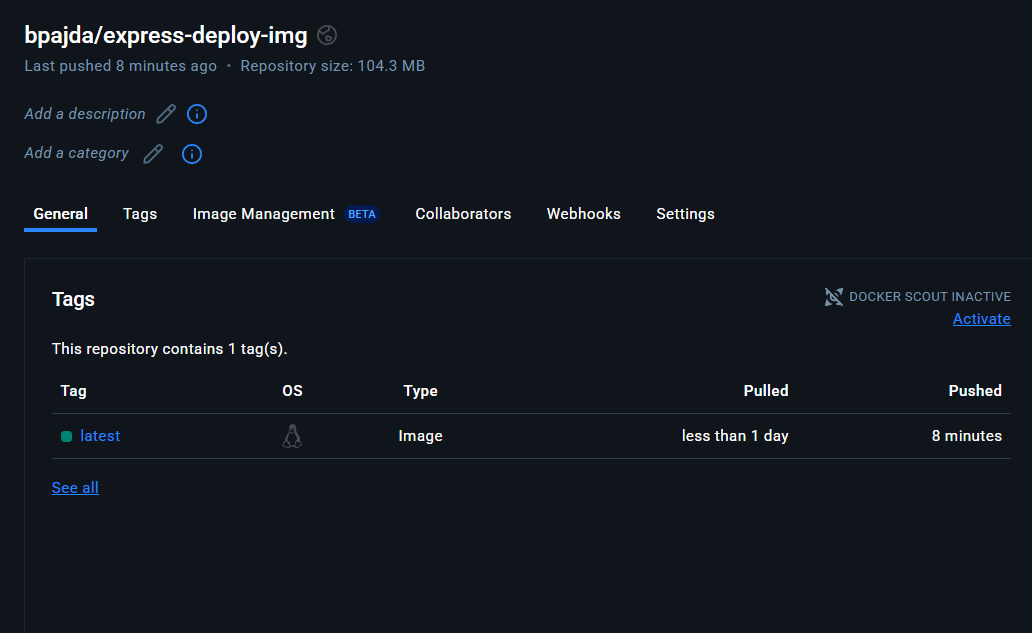 bpajda/express-deploy-img
Last pushed 8 minutes ago • Repository size: 104.3 MB
Add a description
Add a category
General Tags Image Management BETA Collaborators Webhooks Settings
Tags
DOCKER SCOUT INACTIVE
Activate
This repository contains 1 tag(s).
Tag OS Type Pulled Pushed
latest Image less than 1 day 8 minutes
See all